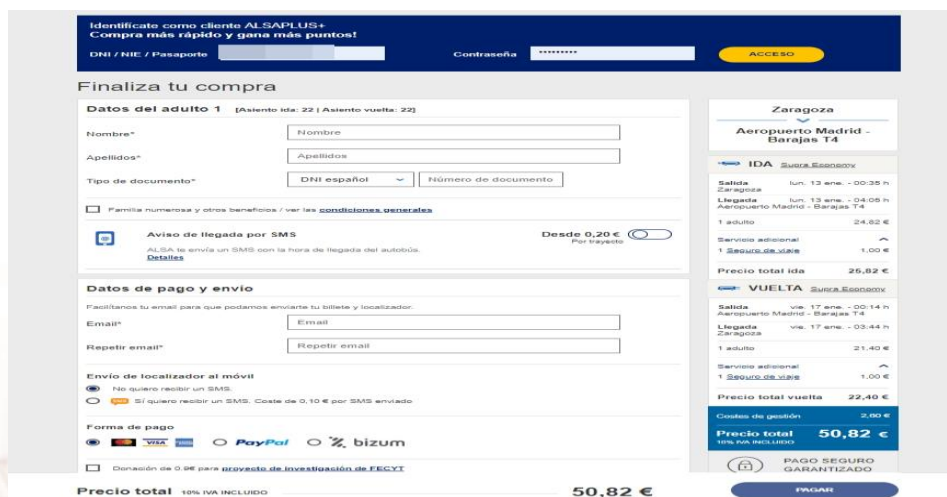 Identifícate como cliente ALSAPLUS+
Compra más rápido y gana más puntos!
DNI / NIE / Pasaporte
Contraseña
ACCESO
Finaliza tu compra
Datos del adulto 1 [Asiento ida: 22 | Asiento vuelta: 22]
Nombre* Nombre
Apellidos* Apellidos
Tipo de documento* DNI español Número de documento
Familia numerosa y otros beneficios / ver las condiciones generales
Aviso de llegada por SMS Desde 0,20 €
Por trayecto
ALSA te envía un SMS con la hora de llegada del autobús.
Detalles
Datos de pago y envío
Facilítanos tu email para que podamos enviarte tu billete y localizador.
Email* Email
Repetir email* Repetir email
Envío de localizador al móvil
No quiero recibir un SMS.
Sí quiero recibir un SMS. Coste de 0,10 € por SMS enviado
Forma de pago
VISA PayPal bizum
Donación de 0.9€ para proyecto de investigación de FECYT
Precio total 10% IVA INCLUIDO 50,82 €
Zaragoza
Aeropuerto Madrid -
Barajas T4
IDA Supra Economy
Salida lun. 13 ene. - 00:35 h
Zaragoza
Llegada lun. 13 ene. - 04:05 h
Aeropuerto Madrid - Barajas T4
1 adulto 24,82 €
Servicio adicional
1 Seguro de viaje 1,00 €
Precio total ida 25,82 €
VUELTA Supra Economy
Salida vie. 17 ene. - 00:14 h
Aeropuerto Madrid - Barajas T4
Llegada vie. 17 ene. - 03:44 h
Zaragoza
1 adulto 21,40 €
Servicio adicional
1 Seguro de viaje 1,00 €
Precio total vuelta 22,40 €
Costes de gestión 2,60 €
Precio total 50,82 €
10% IVA INCLUIDO
PAGO SEGURO
GARANTIZADO
PAGAR